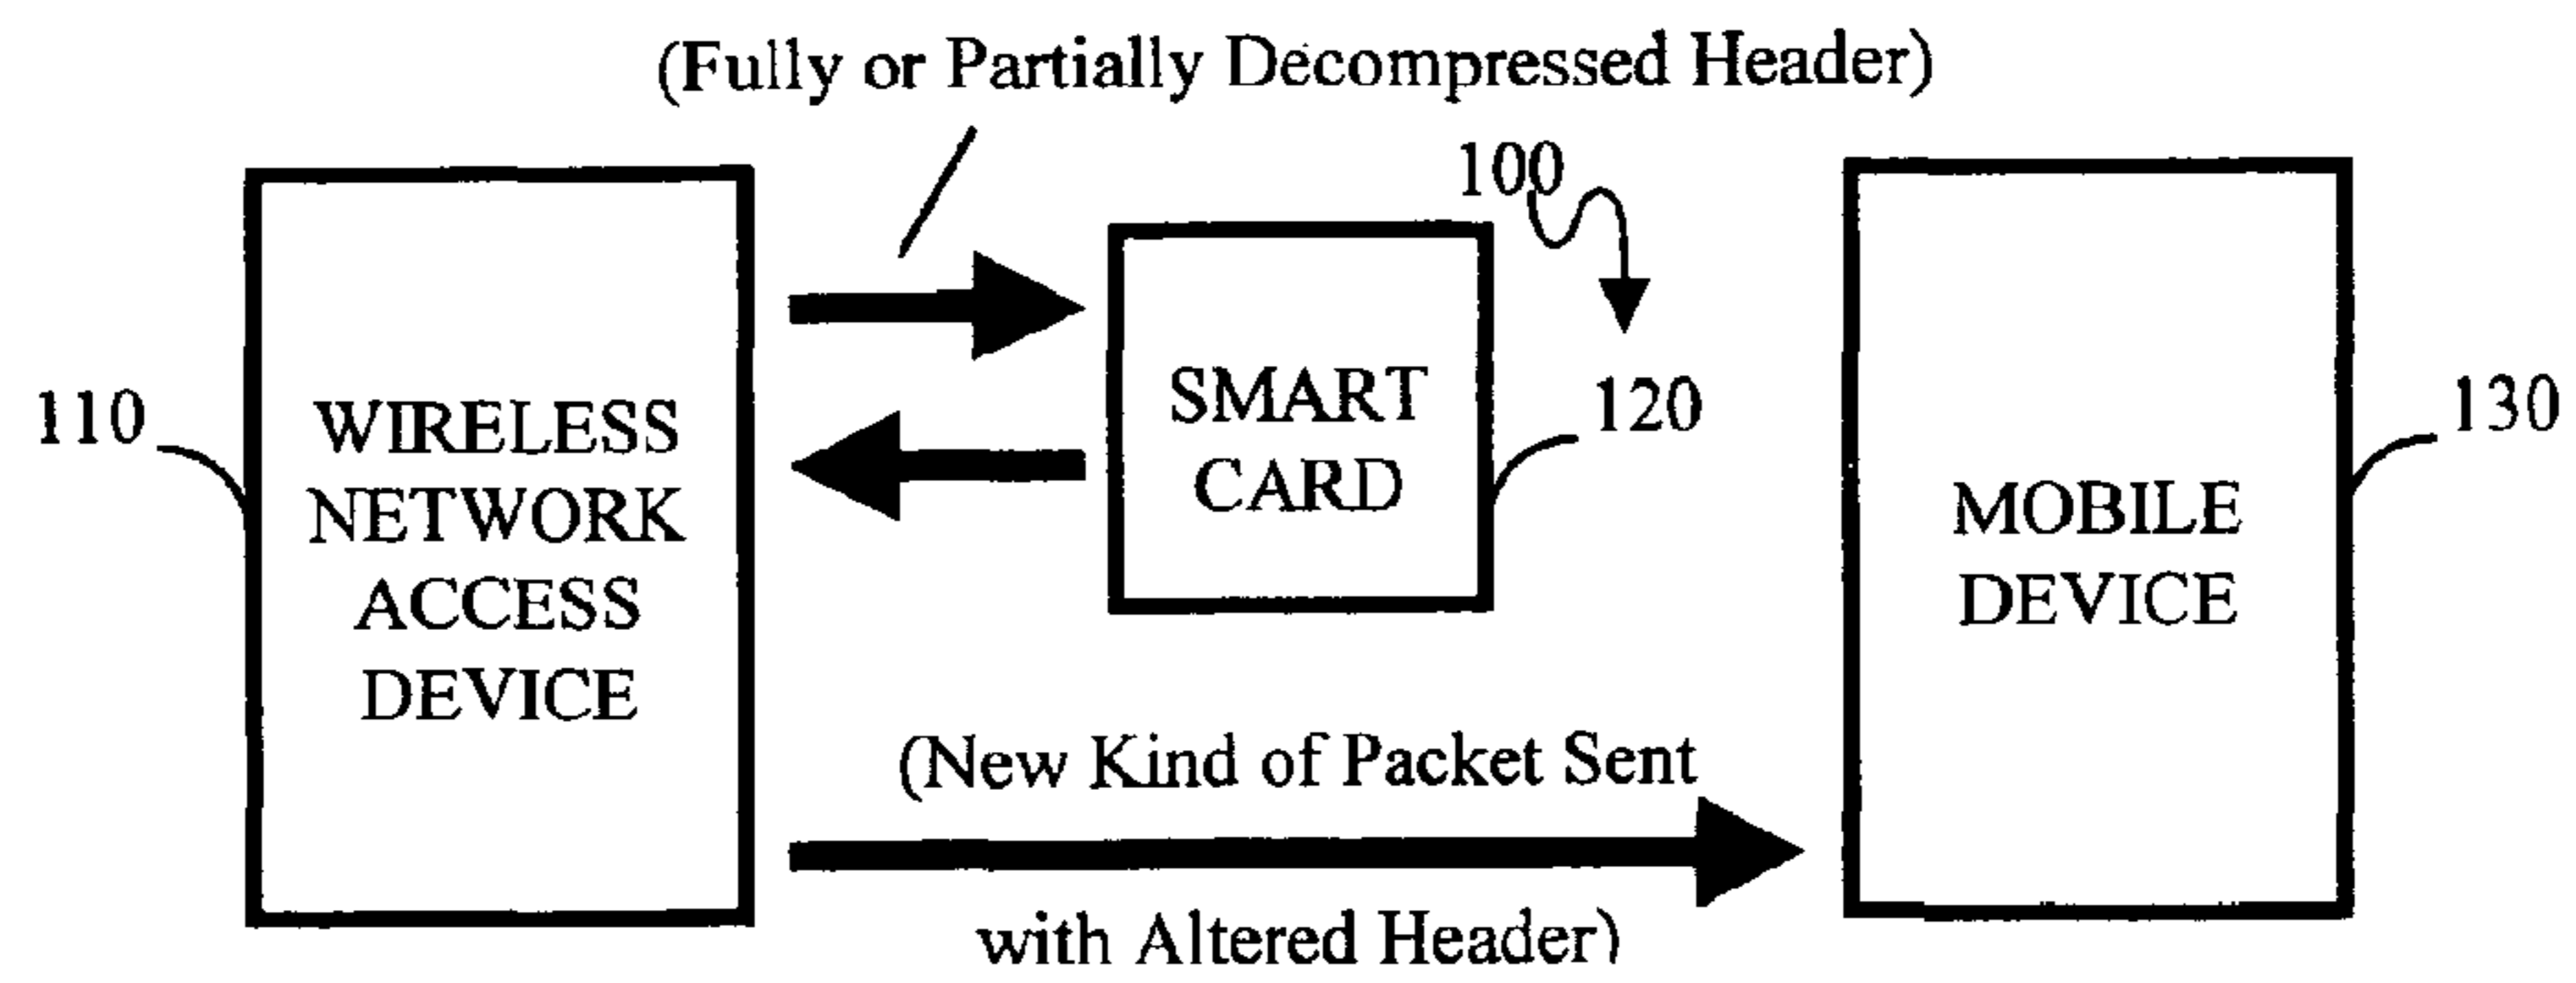 (Fully or Partially Decompressed Header)
100
110
WIRELESS
NETWORK
ACCESS
DEVICE
SMART
CARD
120
MOBILE
DEVICE
130
(New Kind of Packet Sent
with Altered Header)